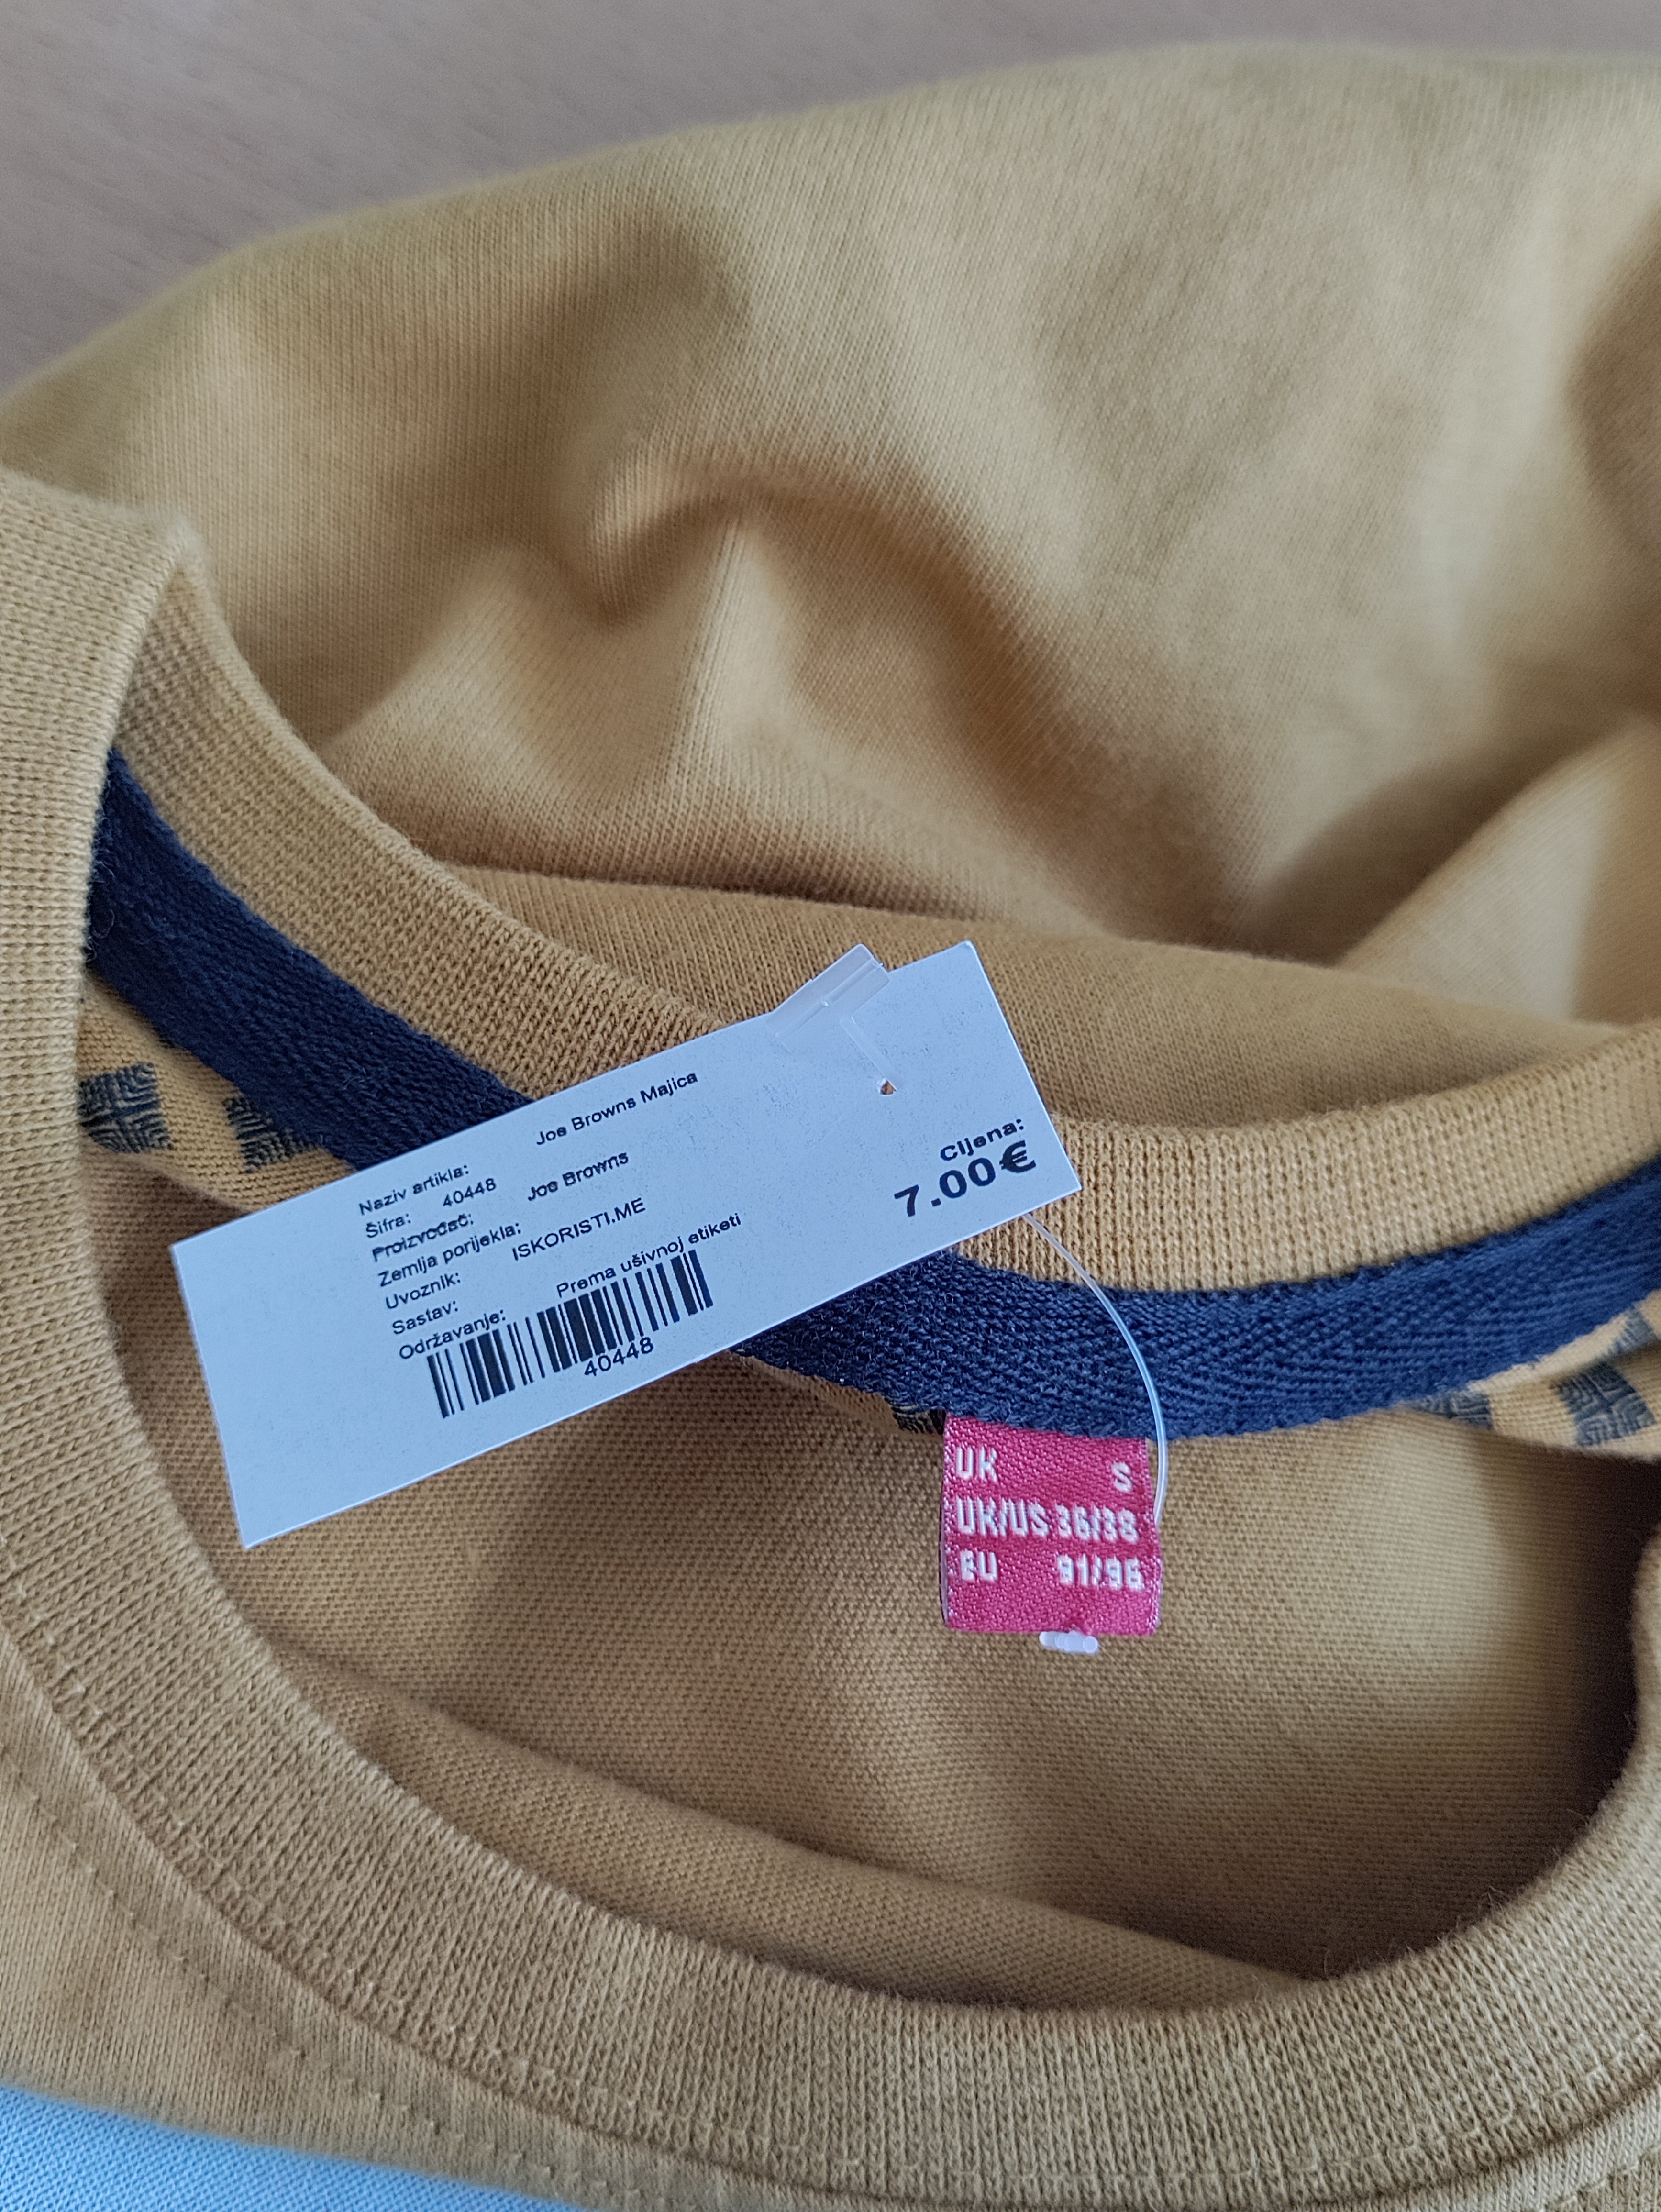 Naziv artikla: Joe Browns Majica
Šifra: 40448
Proizvođač: Joe Browns
Zemlja porijekla:
Uvoznik: ISKORISTI.ME
Sastav:
Održavanje: Prema ušivnoj etiketi
40448
Cijena:
7.00€
UK S
UK/US 36/38
EU 91/96